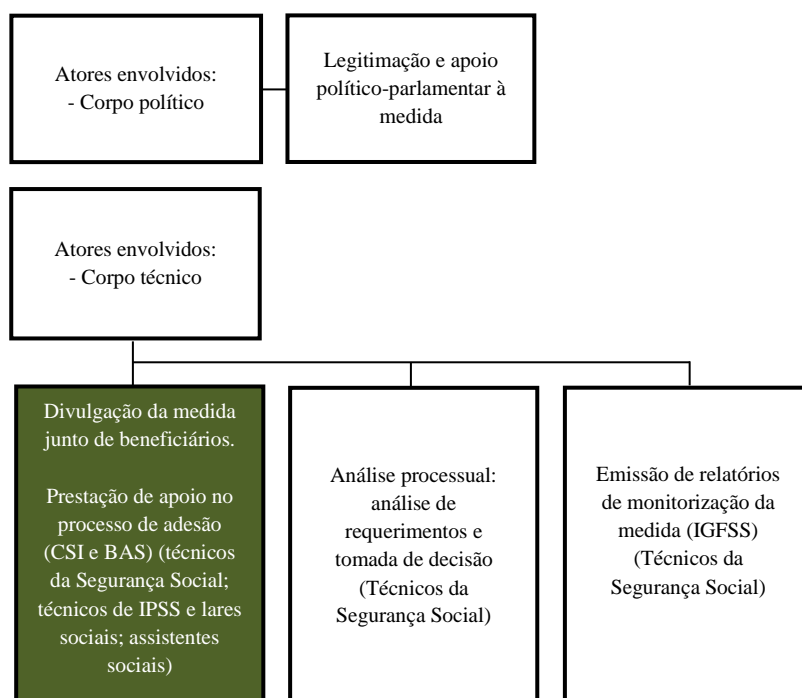 Atores envolvidos:
- Corpo político
Legitimação e apoio
político-parlamentar à
medida
Atores envolvidos:
- Corpo técnico
Divulgação da medida
junto de beneficiários.
Prestação de apoio no
processo de adesão
(CSI e BAS) (técnicos
da Segurança Social;
técnicos de IPSS e lares
sociais; assistentes
sociais)
Análise processual:
análise de
requerimentos e
tomada de decisão
(Técnicos da
Segurança Social)
Emissão de relatórios
de monitorização da
medida (IGFSS)
(Técnicos da
Segurança Social)